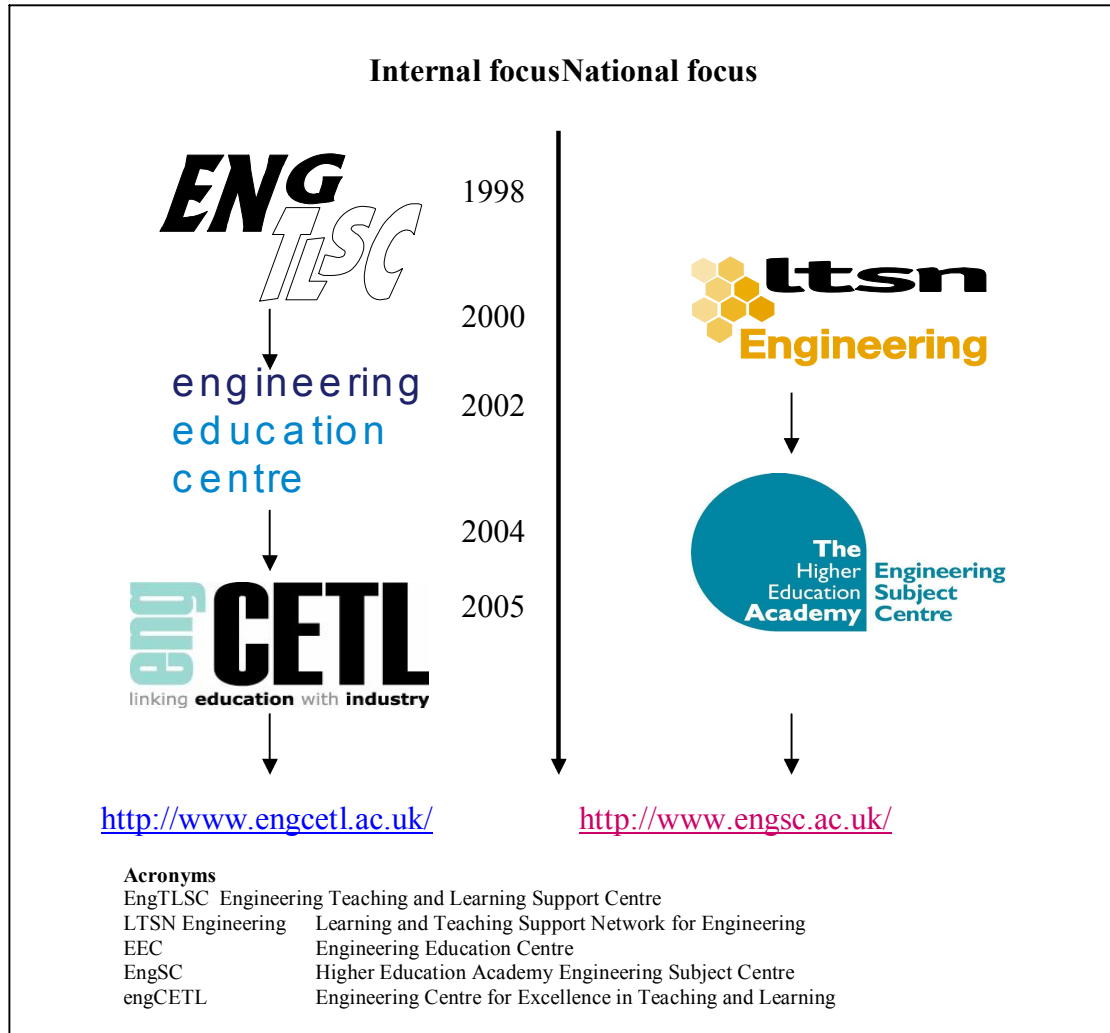 Internal focusNational focus
ENG
TLSC
1998
2000
2002
2004
2005
engineering
education
centre
eng
CETL
linking education with industry
http://www.engcetl.ac.uk/
ltsn
Engineering
The
Higher
Education
Academy
Engineering
Subject
Centre
http://www.engsc.ac.uk/
Acronyms
EngTLSC Engineering Teaching and Learning Support Centre
LTSN Engineering Learning and Teaching Support Network for Engineering
EEC Engineering Education Centre
EngSC Higher Education Academy Engineering Subject Centre
engCETL Engineering Centre for Excellence in Teaching and Learning